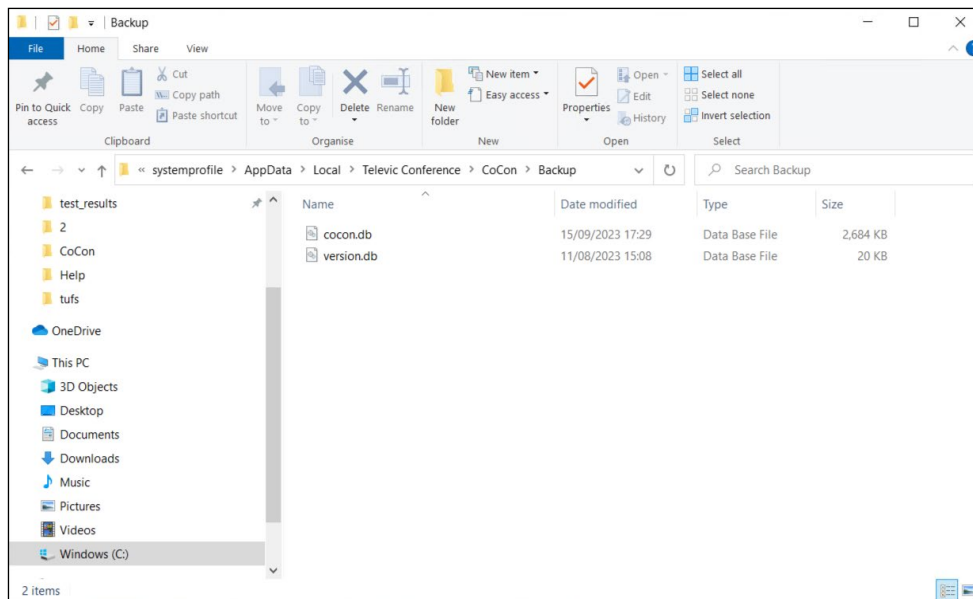 Backup
File Home Share View
Pin to Quick access
Copy
Paste
Cut
Copy path
Paste shortcut
Clipboard
Move to
Copy to
Delete
Rename
Organise
New folder
New item
Easy access
New
Properties
Open
Edit
History
Open
Select all
Select none
Invert selection
Select
« systemprofile > AppData > Local > Televic Conference > CoCon > Backup
Search Backup
test_results
2
CoCon
Help
tufs
OneDrive
This PC
3D Objects
Desktop
Documents
Downloads
Music
Pictures
Videos
Windows (C:)
Name Date modified Type Size
cocon.db 15/09/2023 17:29 Data Base File 2,684 KB
version.db 11/08/2023 15:08 Data Base File 20 KB
2 items